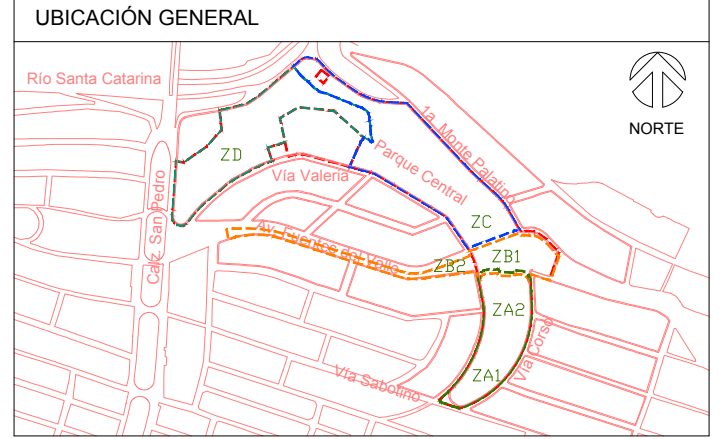 UBICACIÓN GENERAL
Río Santa Catarina
NORTE
1a. Monte Palatino
ZD
Parque Central
Vía Valeria
Calz. San Pedro
ZC
Av. Fuentes del Valle
ZB1
ZB2
ZA2
Vía Corso
ZA1
Vía Sabotino